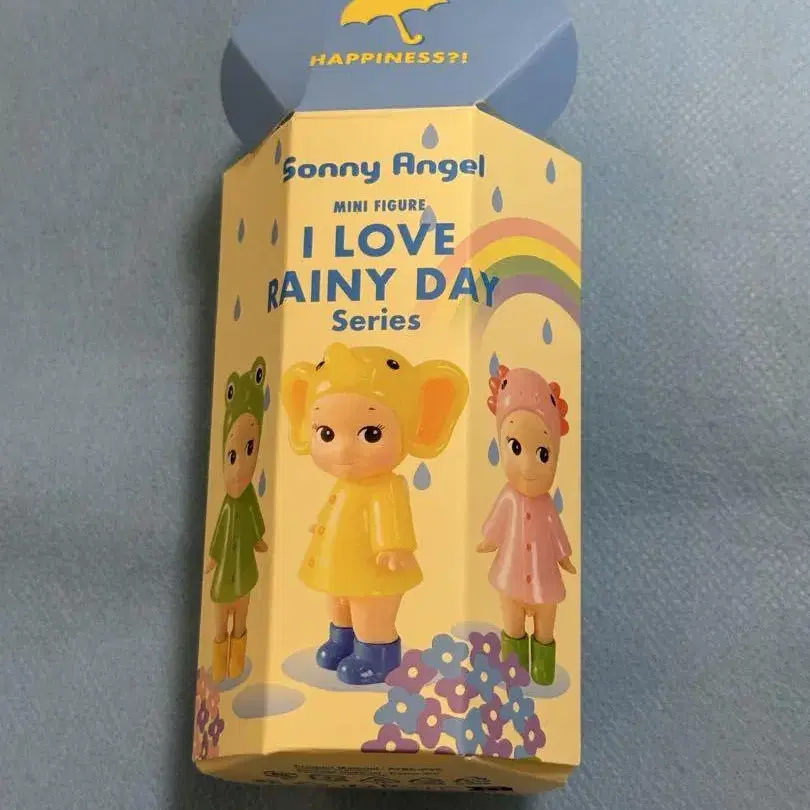 HAPPINESS?!
Sonny Angel
MINI FIGURE
I LOVE
RAINY DAY
Series